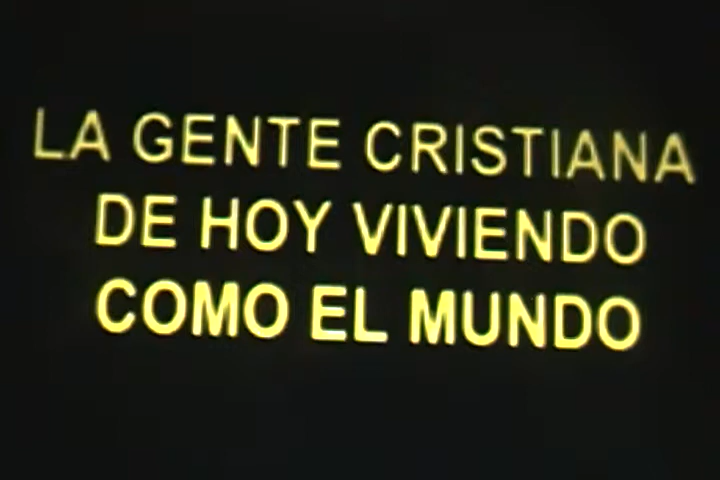 LA GENTE CRISTIANA
DE HOY VIVIENDO
COMO EL MUNDO